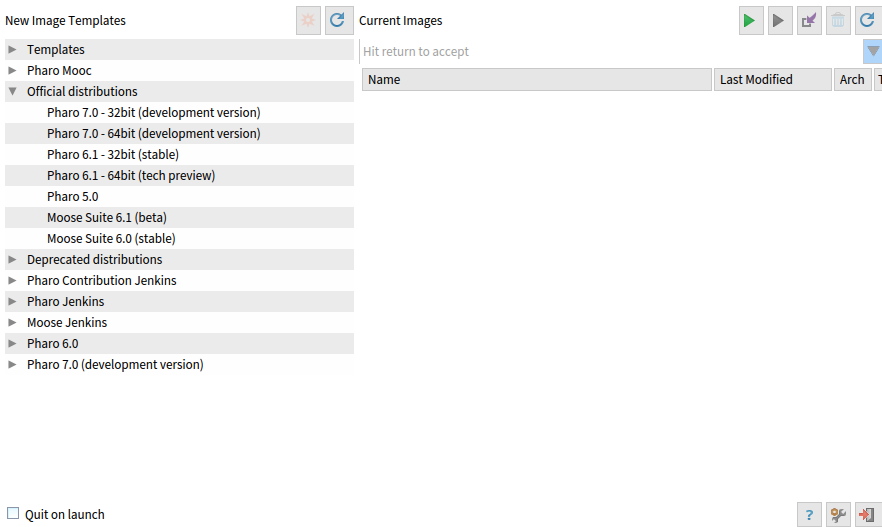 New Image Templates
Templates
Pharo Mooc
Official distributions
Pharo 7.0 - 32bit (development version)
Pharo 7.0 - 64bit (development version)
Pharo 6.1 - 32bit (stable)
Pharo 6.1 - 64bit (tech preview)
Pharo 5.0
Moose Suite 6.1 (beta)
Moose Suite 6.0 (stable)
Deprecated distributions
Pharo Contribution Jenkins
Pharo Jenkins
Moose Jenkins
Pharo 6.0
Pharo 7.0 (development version)
Quit on launch
Current Images
Hit return to accept
Name Last Modified Arch T
?